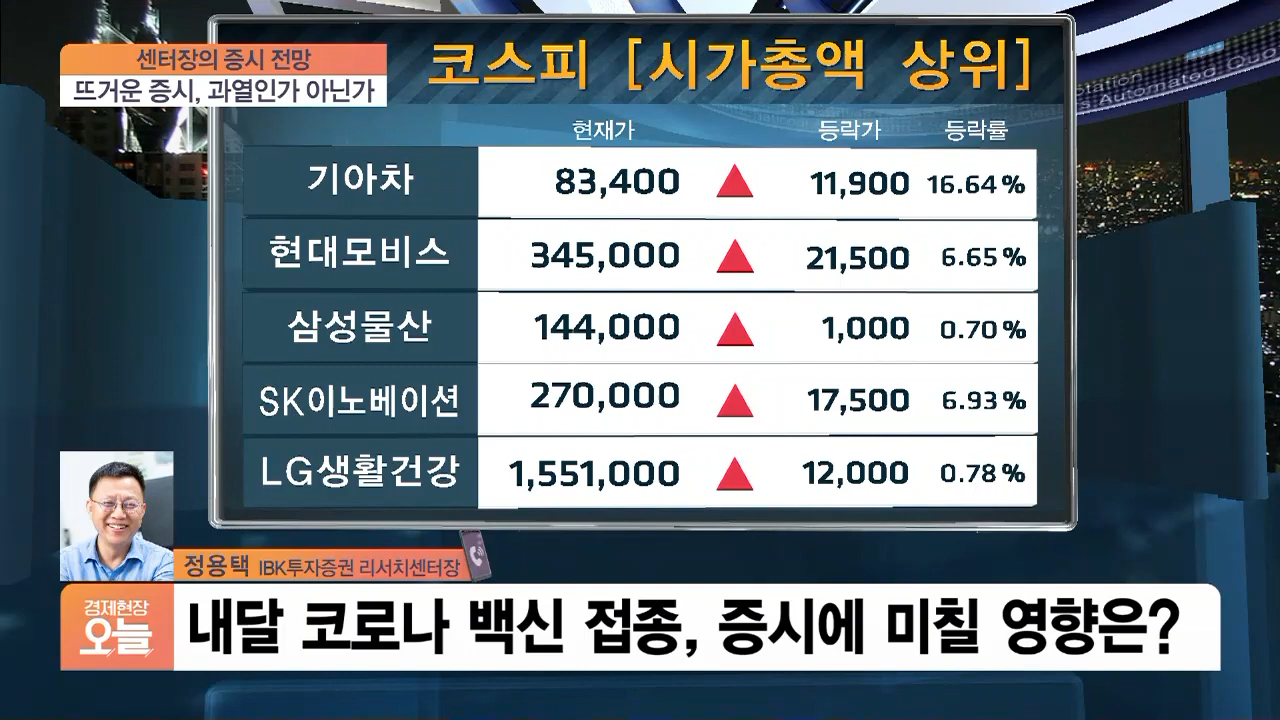 센터장의 증시 전망
뜨거운 증시, 과열인가 아닌가
코스피 [시가총액 상위]
현재가 등락가 등락률
기아차 83,400 ▲ 11,900 16.64%
현대모비스 345,000 ▲ 21,500 6.65%
삼성물산 144,000 ▲ 1,000 0.70%
SK이노베이션 270,000 ▲ 17,500 6.93%
LG생활건강 1,551,000 ▲ 12,000 0.78%
정용택 IBK투자증권 리서치센터장
경제현장
오늘
내달 코로나 백신 접종, 증시에 미칠 영향은?